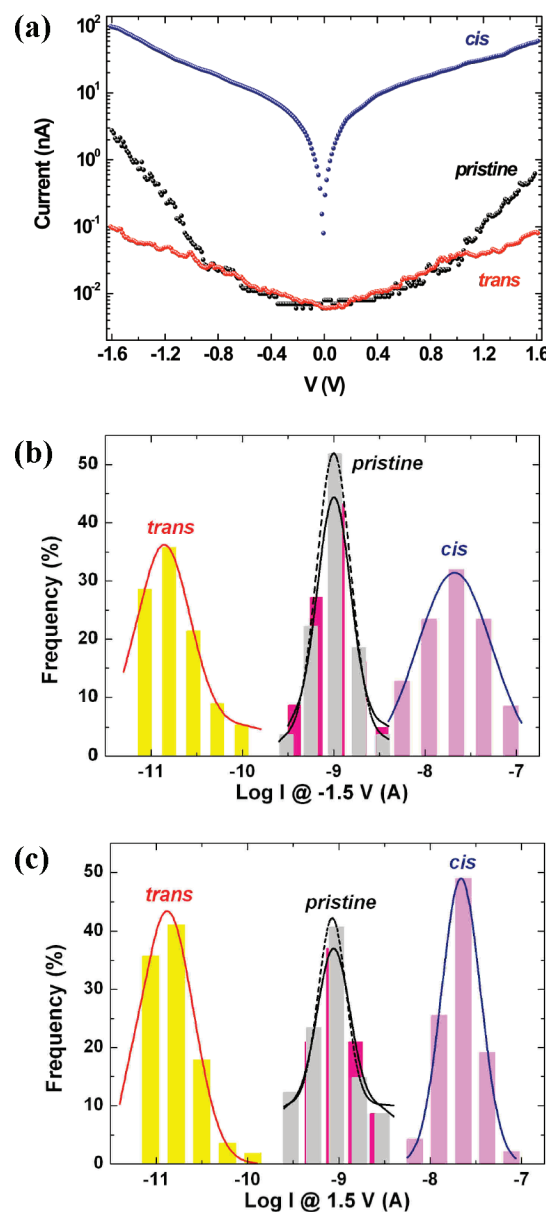 (a)
10²
10¹
10⁰
10⁻¹
10⁻²
Current (nA)
cis
pristine
trans
-1.6 -1.2 -0.8 -0.4 0.0 0.4 0.8 1.2 1.6
V (V)
(b)
50
40
30
20
10
0
Frequency (%)
trans
pristine
cis
-11 -10 -9 -8 -7
Log I @ -1.5 V (A)
(c)
50
40
30
20
10
0
Frequency (%)
trans
pristine
cis
-11 -10 -9 -8 -7
Log I @ 1.5 V (A)